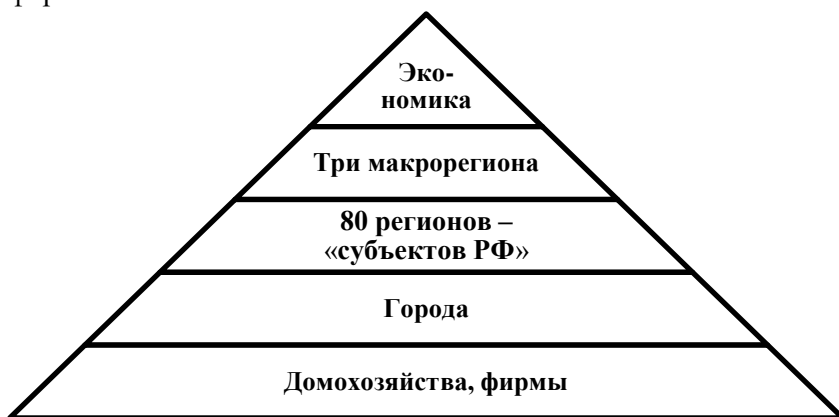 Эко-
номика
Три макрорегиона
80 регионов –
«субъектов РФ»
Города
Домохозяйства, фирмы